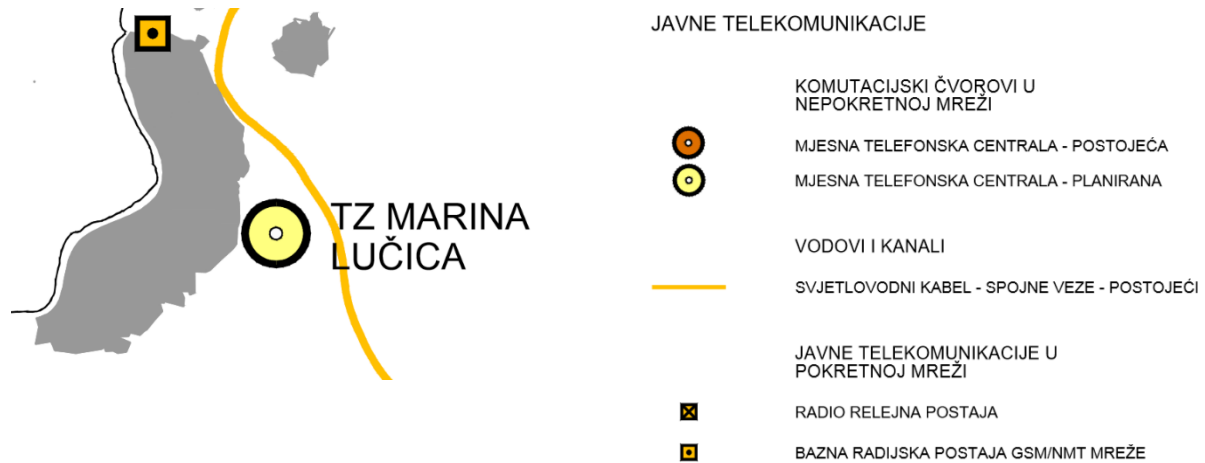 TZ MARINA
LUČICA
JAVNE TELEKOMUNIKACIJE
KOMUTACIJSKI ČVOROVI U
NEPOKRETNOJ MREŽI
MJESNA TELEFONSKA CENTRALA - POSTOJEĆA
MJESNA TELEFONSKA CENTRALA - PLANIRANA
VODOVI I KANALI
SVJETLOVODNI KABEL - SPOJNE VEZE - POSTOJEĆI
JAVNE TELEKOMUNIKACIJE U
POKRETNOJ MREŽI
RADIO RELEJNA POSTAJA
BAZNA RADIJSKA POSTAJA GSM/NMT MREŽE